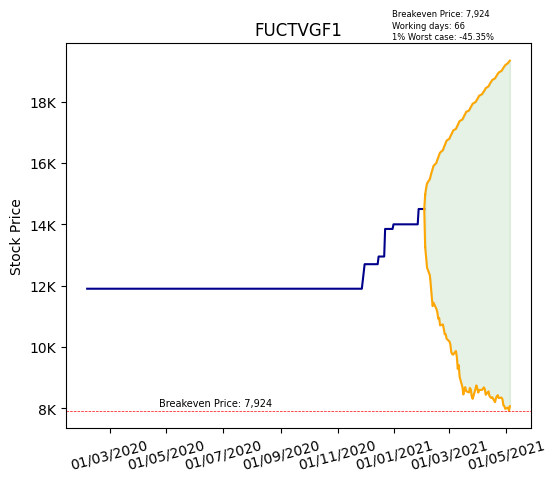 Breakeven Price: 7,924
Working days: 66
1% Worst case: -45.35%
FUCTVGF1
Stock Price
18K
16K
14K
12K
10K
8K
Breakeven Price: 7,924
01/03/2020
01/05/2020
01/07/2020
01/09/2020
01/11/2020
01/01/2021
01/03/2021
01/05/2021